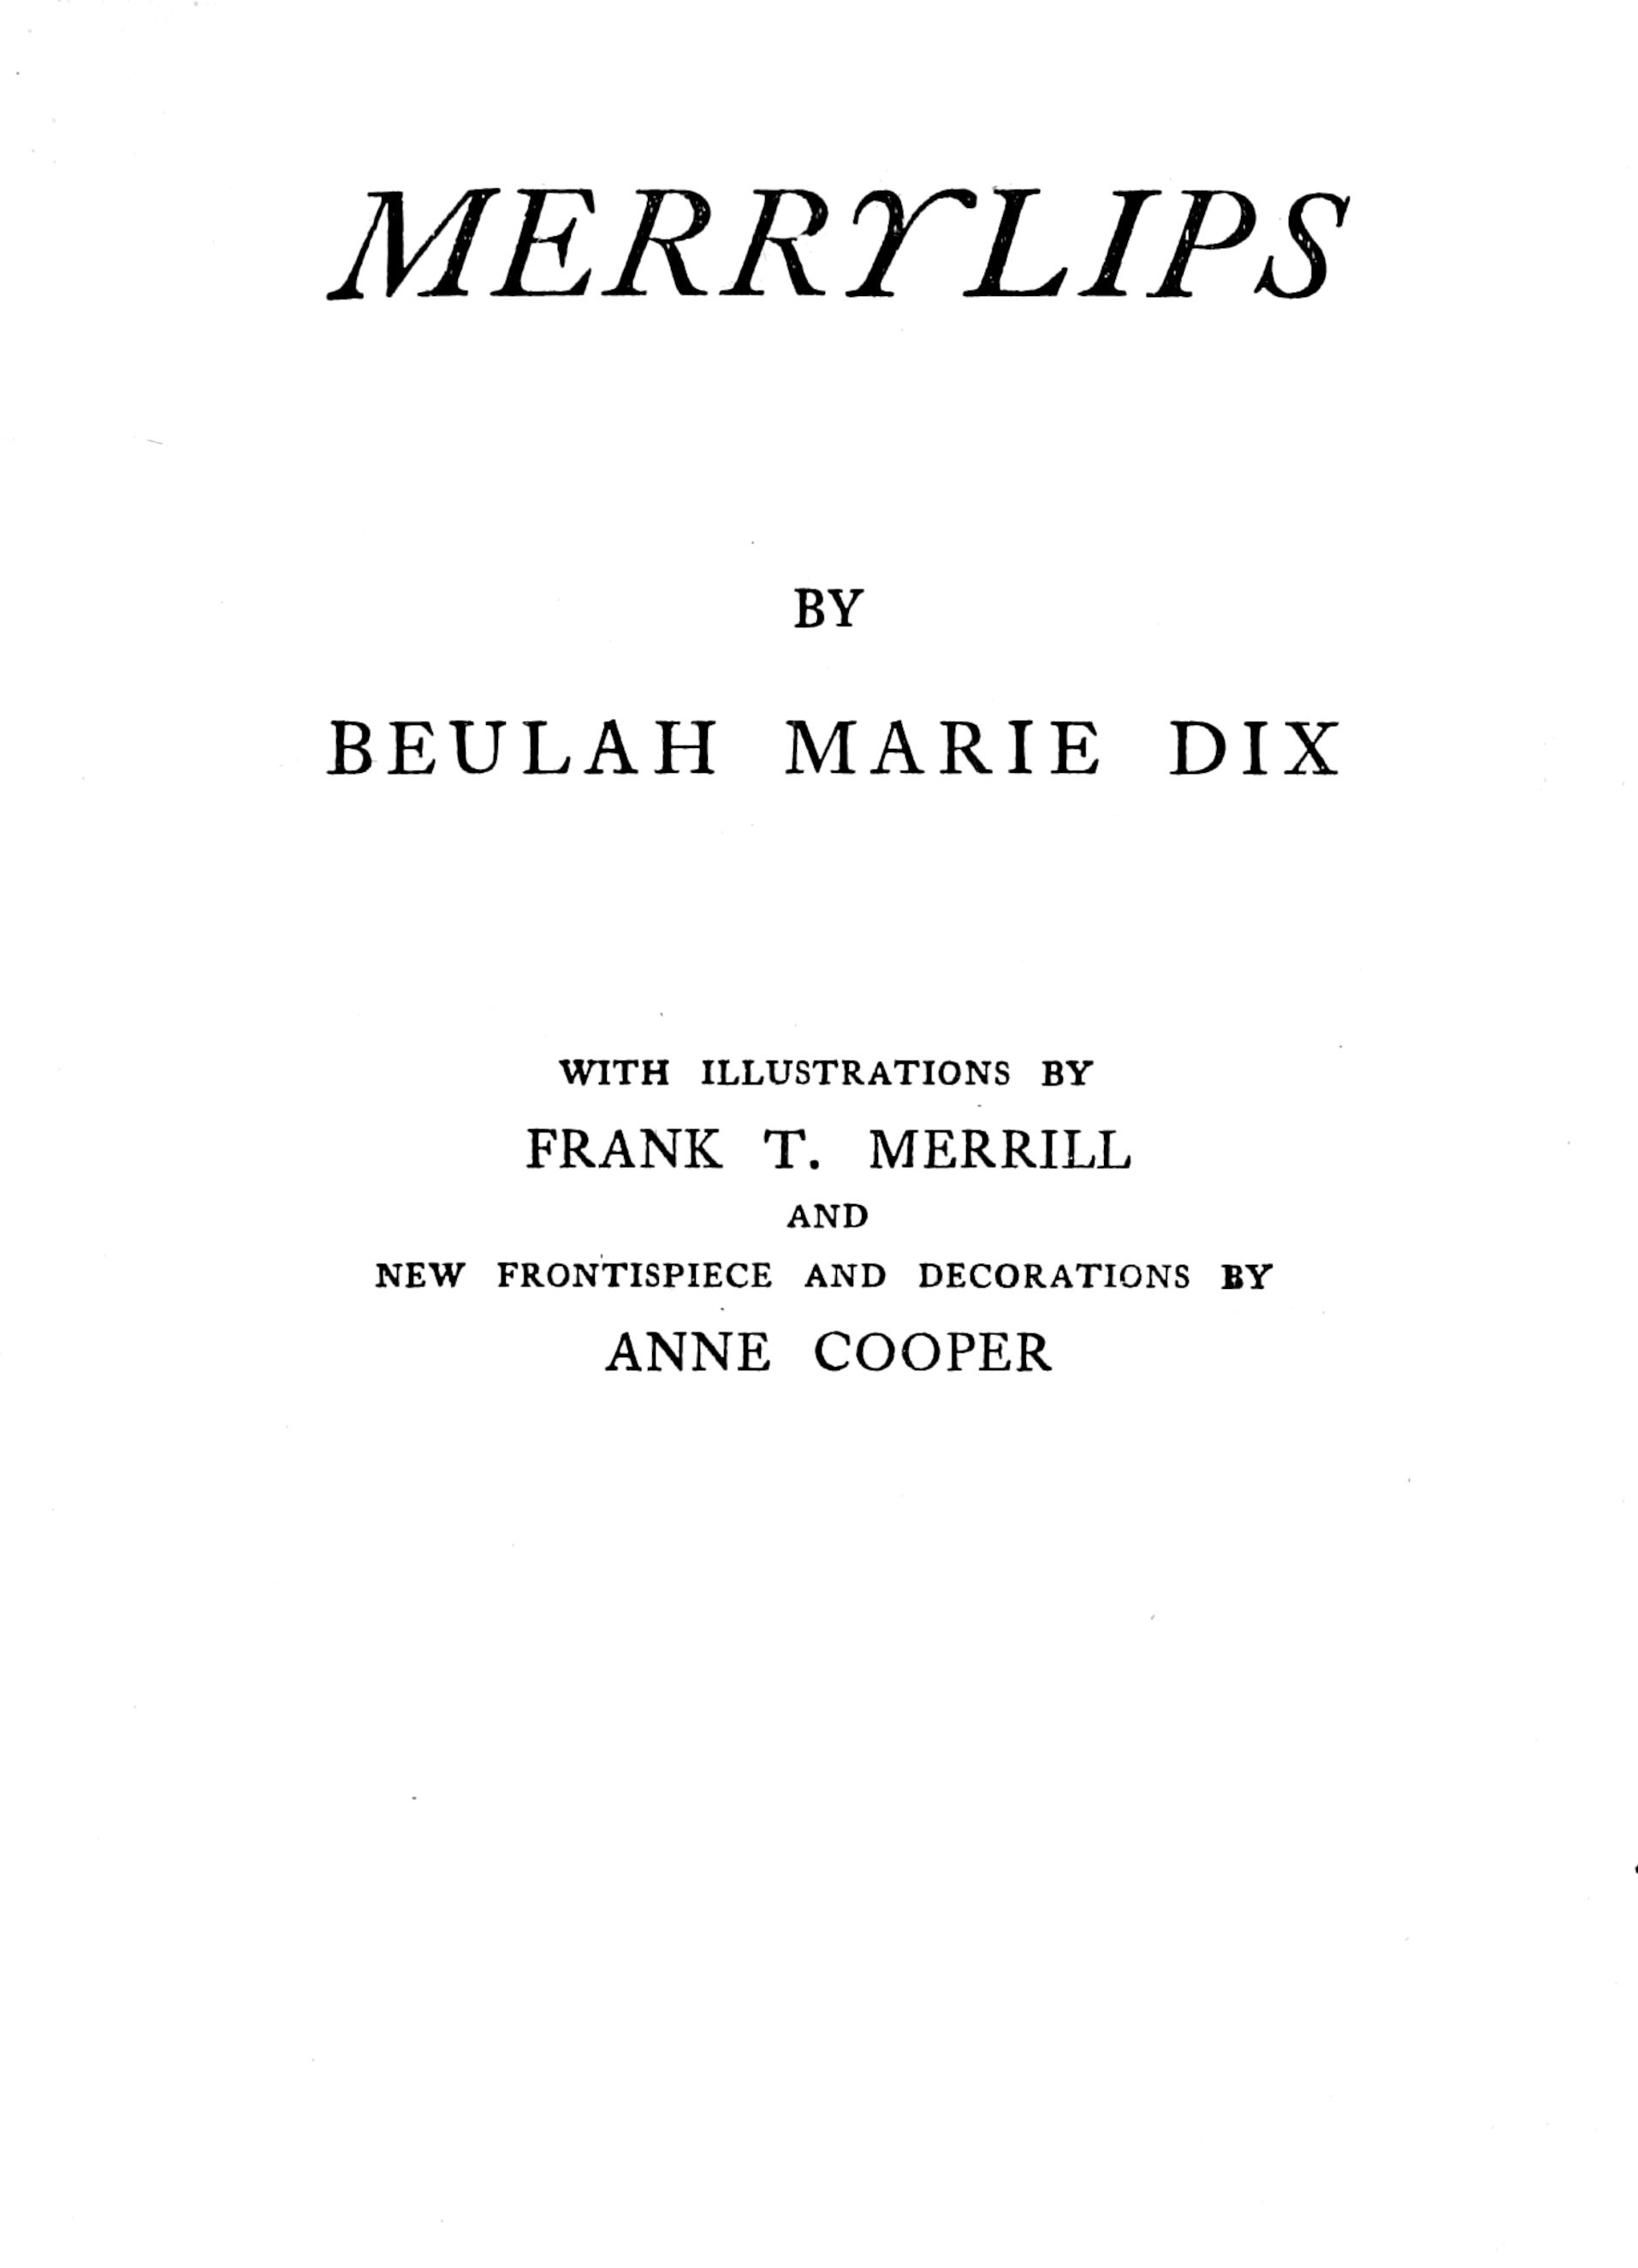 MERRYLIPS
BY
BEULAH MARIE DIX
WITH ILLUSTRATIONS BY
FRANK T. MERRILL
AND
NEW FRONTISPIECE AND DECORATIONS BY
ANNE COOPER